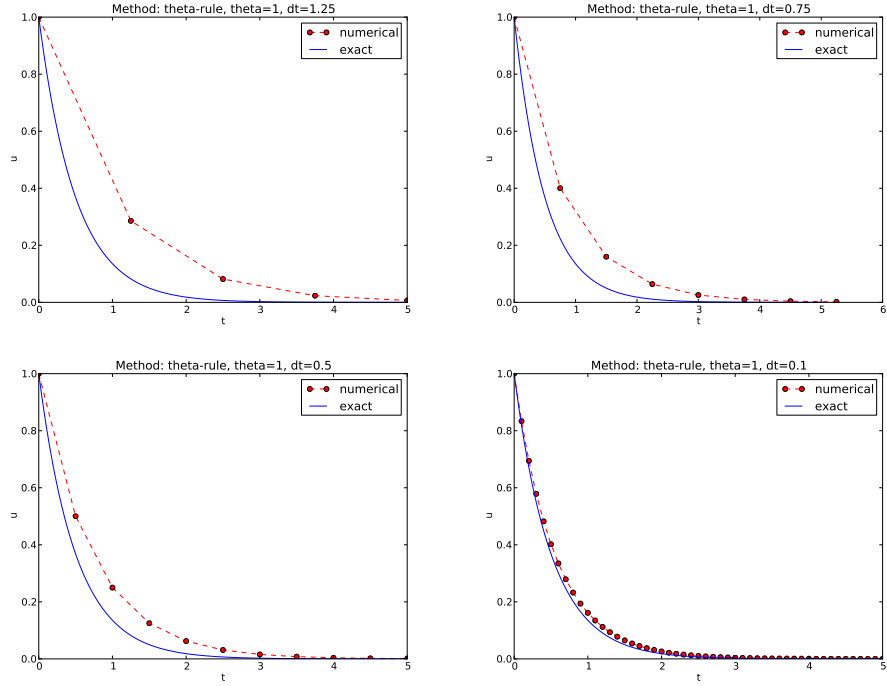 Method: theta-rule, theta=1, dt=1.25
numerical
exact
1.0
0.8
0.6
0.4
0.2
0.0
u
0 1 2 3 4 5
t
Method: theta-rule, theta=1, dt=0.75
numerical
exact
1.0
0.8
0.6
0.4
0.2
0.0
u
0 1 2 3 4 5 6
t
Method: theta-rule, theta=1, dt=0.5
numerical
exact
1.0
0.8
0.6
0.4
0.2
0.0
u
0 1 2 3 4 5
t
Method: theta-rule, theta=1, dt=0.1
numerical
exact
1.0
0.8
0.6
0.4
0.2
0.0
u
0 1 2 3 4 5
t